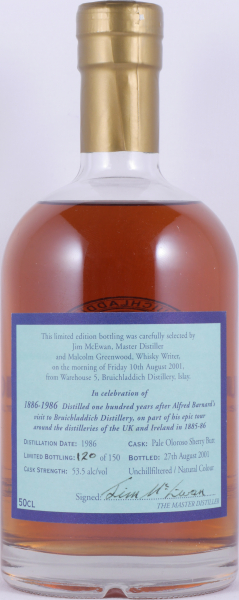 This limited edition bottling was carefully selected by
Jim McEwan, Master Distiller
and Malcolm Greenwood, Whisky Writer,
on the morning of Friday 10th August 2001,
from Warehouse 5, Bruichladdich Distillery, Islay.
In celebration of
1886-1986 Distilled one hundred years after Alfred Barnard's
visit to Bruichladdich Distillery, on part of his epic tour
around the distilleries of the UK and Ireland in 1885-86
DISTILLATION DATE: 1986 CASK: Pale Oloroso Sherry Butt
LIMITED BOTTLING: 120 of 150 BOTTLED: 27th August 2001
CASK STRENGTH: 53.5 alc/vol Unchillfiltered / Natural Colour
Signed: Jim McEwan
50CL THE MASTER DISTILLER